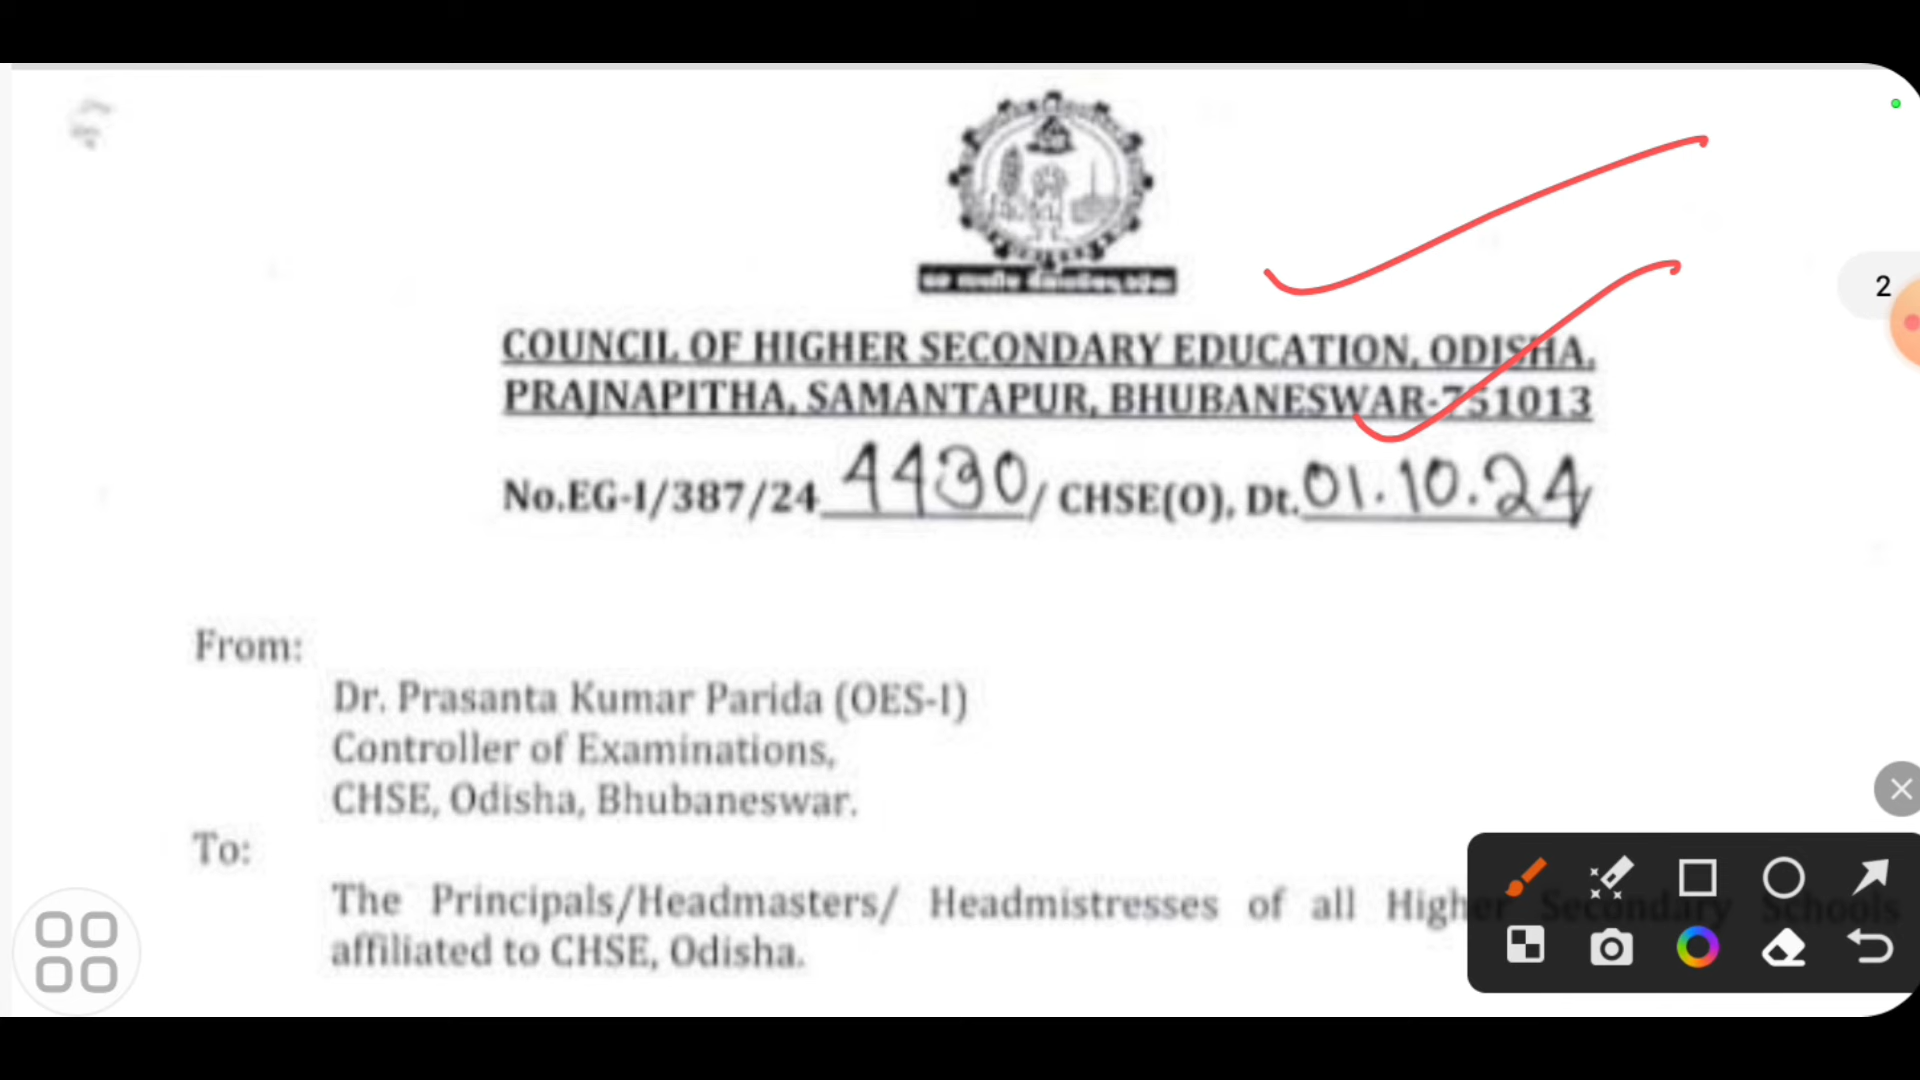 COUNCIL OF HIGHER SECONDARY EDUCATION, ODISHA,
PRAJNAPITHA, SAMANTAPUR, BHUBANESWAR-751013
No.EG-I/387/24 4430/ CHSE(O), Dt.01.10.24
2
From:
Dr. Prasanta Kumar Parida (OES-I)
Controller of Examinations,
CHSE, Odisha, Bhubaneswar.
To:
The Principals/Headmasters/ Headmistresses of all Higher Secondary Schools
affiliated to CHSE, Odisha.